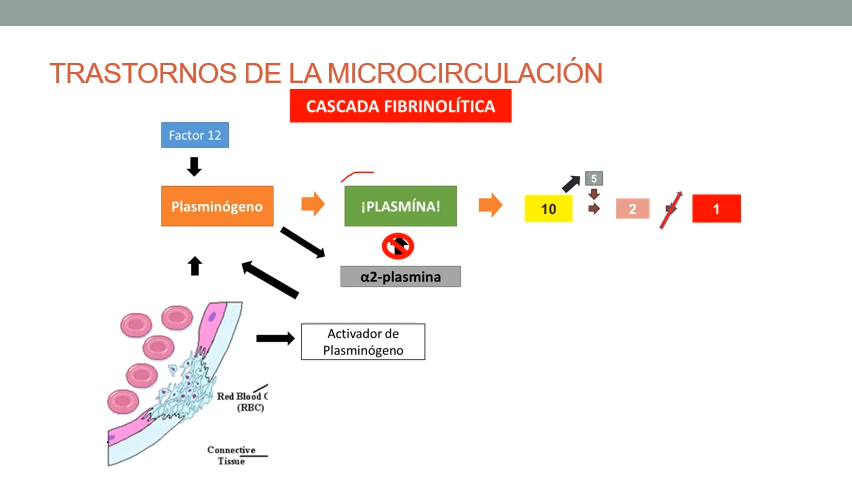 TRASTORNOS DE LA MICROCIRCULACIÓN
CASCADA FIBRINOLÍTICA
Factor 12
Plasminógeno
¡PLASMÍNA!
10
5
2
1
α2-plasmina
Activador de
Plasminógeno
Red Blood C
(RBC)
Connective
Tissue